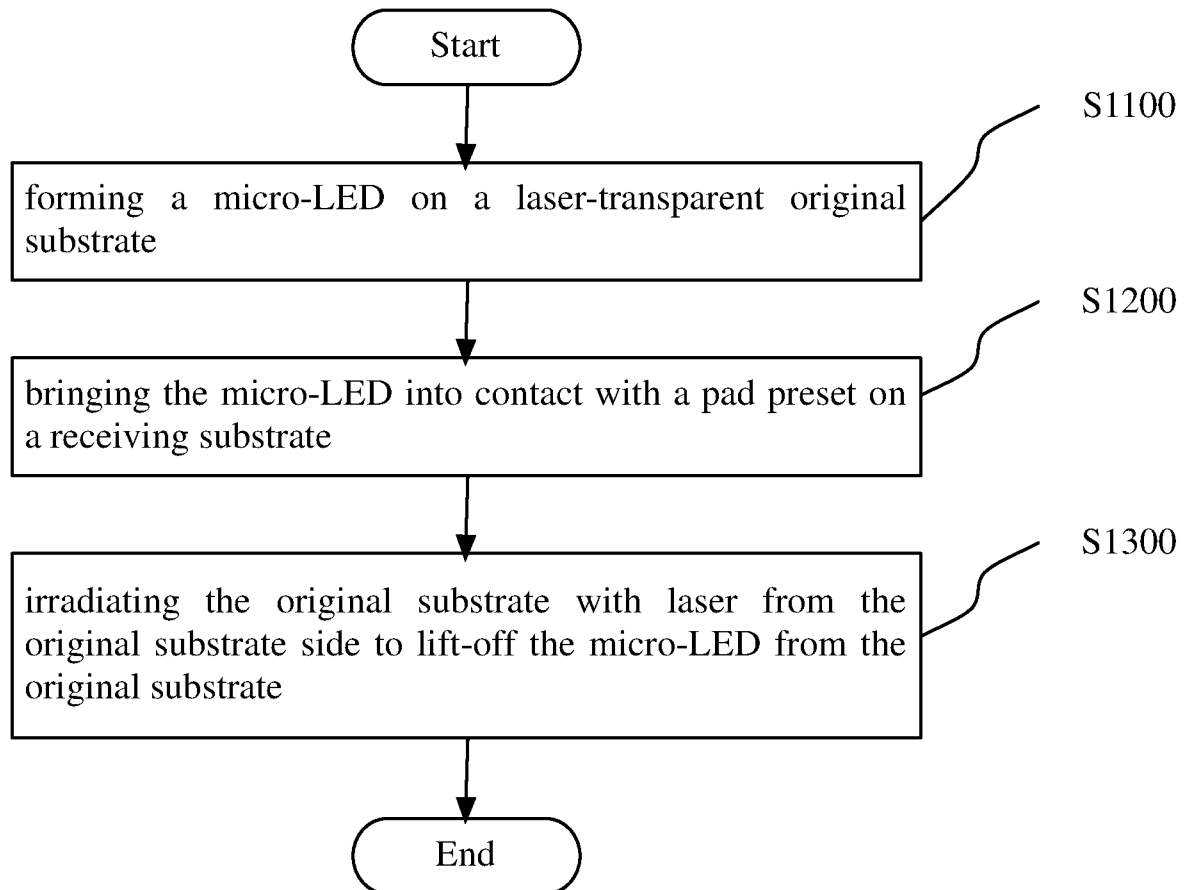 Start
S1100
forming a micro-LED on a laser-transparent original
substrate
S1200
bringing the micro-LED into contact with a pad preset on
a receiving substrate
S1300
irradiating the original substrate with laser from the
original substrate side to lift-off the micro-LED from the
original substrate
End